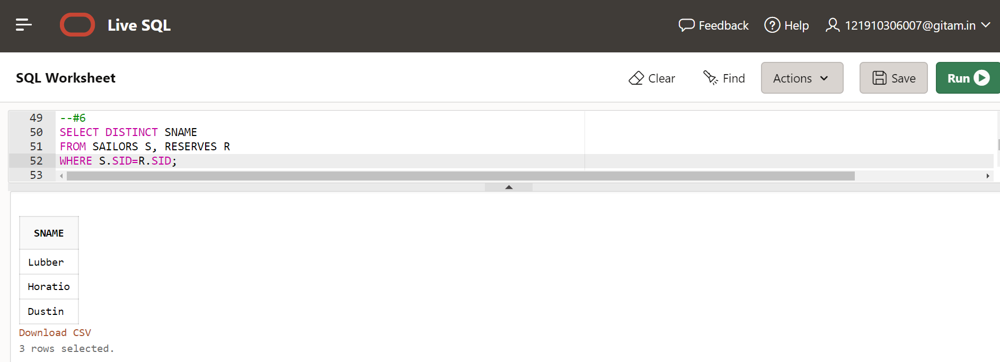 Live SQL
Feedback
Help
121910306007@gitam.in
SQL Worksheet
Clear
Find
Actions
Save
Run
49 --#6
50 SELECT DISTINCT SNAME
51 FROM SAILORS S, RESERVES R
52 WHERE S.SID=R.SID;
53
SNAME
Lubber
Horatio
Dustin
Download CSV
3 rows selected.